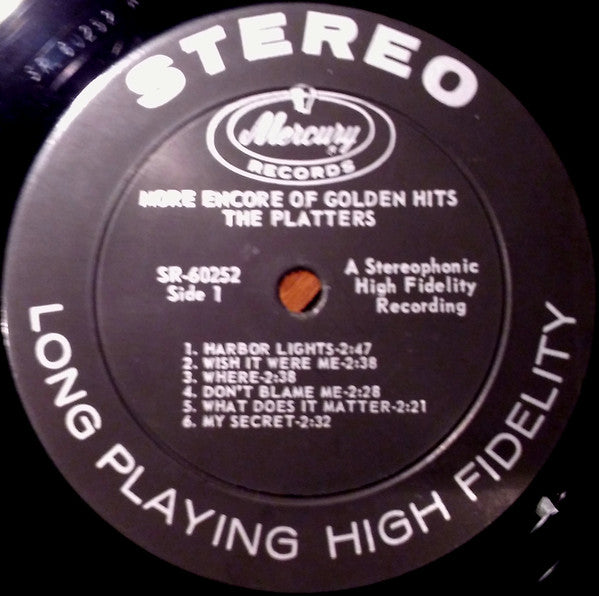 STEREO
Mercury
RECORDS
MORE ENCORE OF GOLDEN HITS
THE PLATTERS
SR-60252
Side 1
A Stereophonic
High Fidelity
Recording
1. HARBOR LIGHTS-2:47
2. WISH IT WERE ME-2:38
3. WHERE-2:38
4. DON'T BLAME ME-2:28
5. WHAT DOES IT MATTER-2:21
6. MY SECRET-2:32
LONG PLAYING HIGH FIDELITY